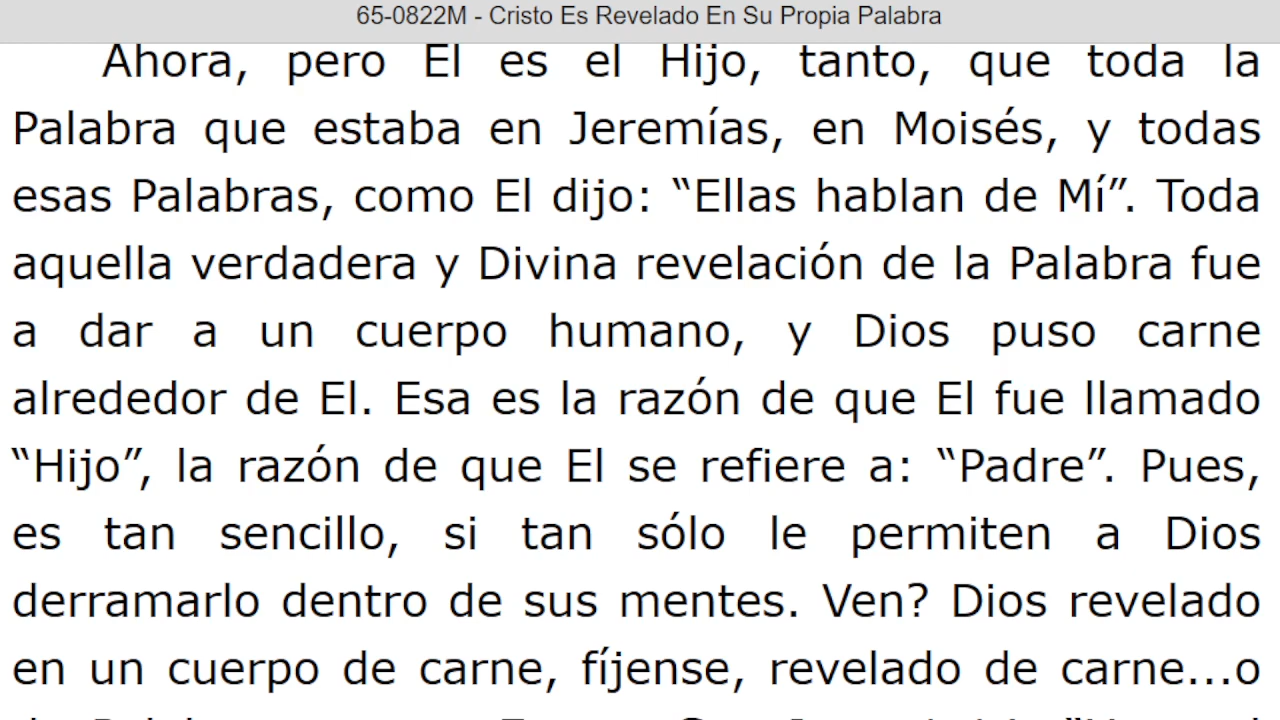 65-0822M - Cristo Es Revelado En Su Propia Palabra
Ahora, pero El es el Hijo, tanto, que toda la
Palabra que estaba en Jeremías, en Moisés, y todas
esas Palabras, como El dijo: “Ellas hablan de Mí”. Toda
aquella verdadera y Divina revelación de la Palabra fue
a dar a un cuerpo humano, y Dios puso carne
alrededor de El. Esa es la razón de que El fue llamado
“Hijo”, la razón de que El se refiere a: “Padre”. Pues,
es tan sencillo, si tan sólo le permiten a Dios
derramarlo dentro de sus mentes. Ven? Dios revelado
en un cuerpo de carne, fíjense, revelado de carne...o